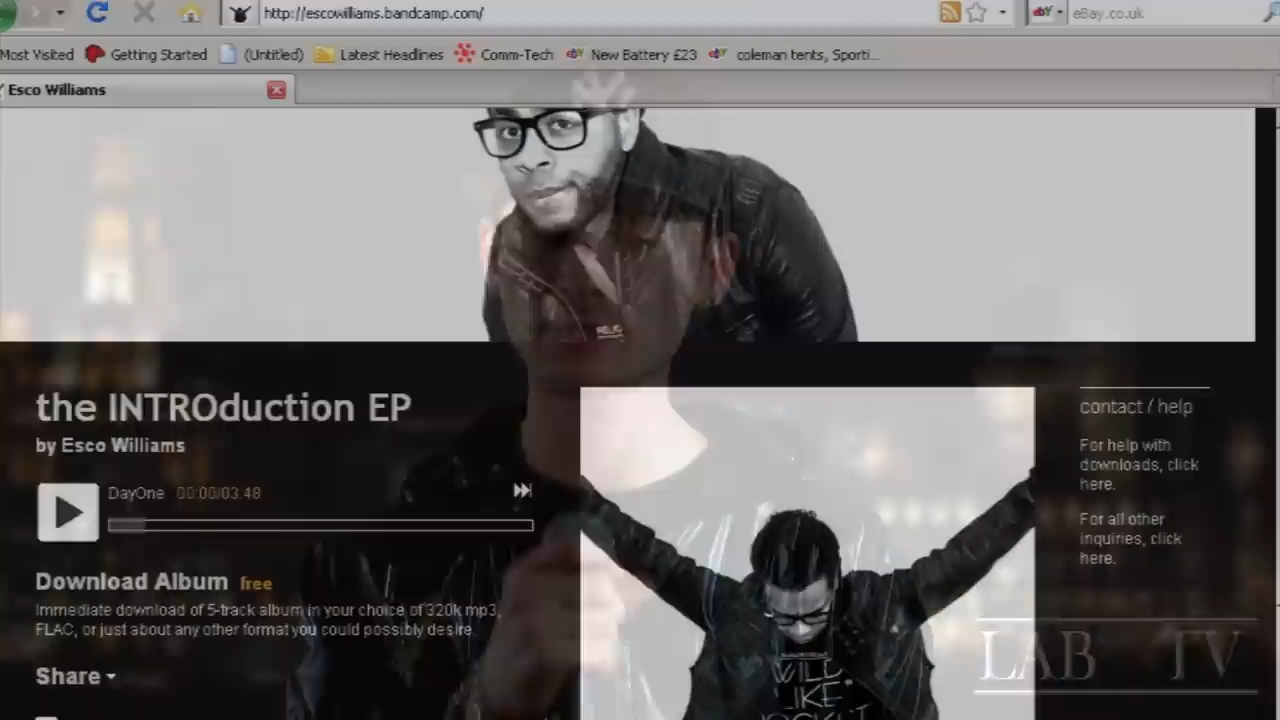 http://escowilliams.bandcamp.com/
eBay.co.uk
Most Visited Getting Started (Untitled) Latest Headlines Comm-Tech New Battery £23 coleman tents, Sporti...
Esco Williams
RELIC
the INTROduction EP
by Esco Williams
DayOne 00:00/03:48
Download Album free
Immediate download of 5-track album in your choice of 320k mp3,
FLAC, or just about any other format you could possibly desire.
Share
contact / help
For help with
downloads, click
here.
For all other
inquiries, click
here.
WILD
LIKE
LAB TV